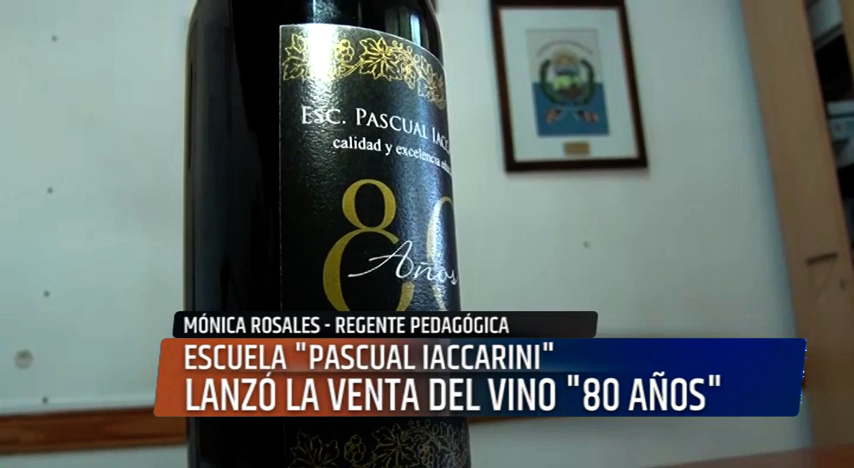 ESC. PASCUAL
calidad y excelencia
80
Años
MÓNICA ROSALES - REGENTE PEDAGÓGICA
ESCUELA "PASCUAL IACCARINI"
LANZÓ LA VENTA DEL VINO "80 AÑOS"